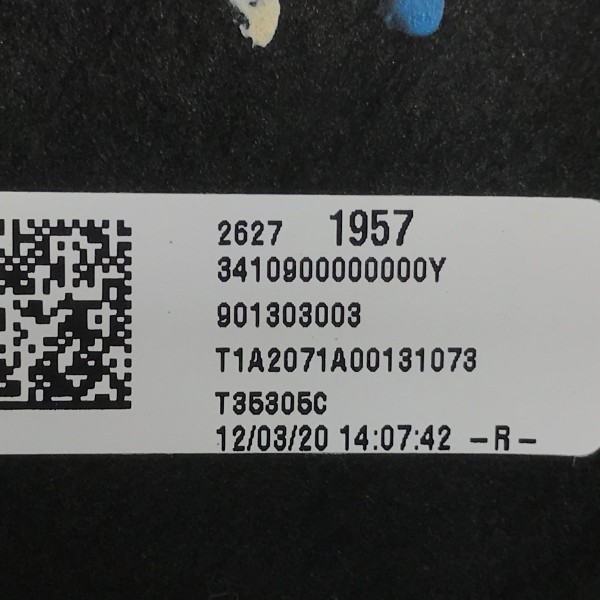 2627 1957
3410900000000Y
901303003
T1A2071A00131073
T35305C
12/03/20 14:07:42 -R-